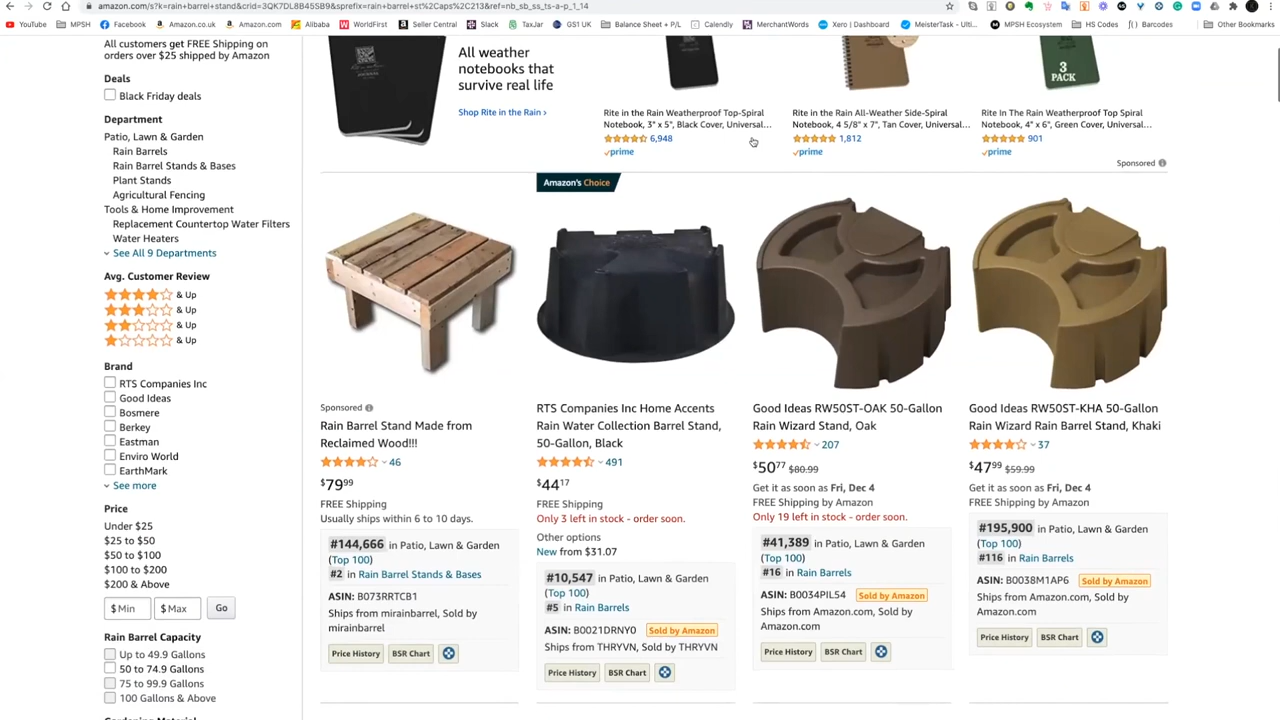 amazon.com/s?k=rain+barrel+stand&crid=3QK7DL8B455B9&sprefix=rain+barrel+st%2Caps%2C213&ref=nb_sb_ss_ts-a-p_1_14
YouTube
MPSH
Facebook
Amazon.co.uk
Amazon.com
Alibaba
WorldFirst
Seller Central
Slack
TaxJar
GS1 UK
Balance Sheet + P/L
Calendly
MerchantWords
Xero | Dashboard
MeisterTask - Ulti...
MPSH Ecosystem
HS Codes
Barcodes
Other Bookmarks
All customers get FREE Shipping on
orders over $25 shipped by Amazon
Deals
Black Friday deals
Department
Patio, Lawn & Garden
Rain Barrels
Rain Barrel Stands & Bases
Plant Stands
Agricultural Fencing
Tools & Home Improvement
Replacement Countertop Water Filters
Water Heaters
See All 9 Departments
Avg. Customer Review
& Up
& Up
& Up
& Up
Brand
RTS Companies Inc
Good Ideas
Bosmere
Berkey
Eastman
Enviro World
EarthMark
See more
Price
Under $25
$25 to $50
$50 to $100
$100 to $200
$200 & Above
$ Min
$ Max
Go
Rain Barrel Capacity
Up to 49.9 Gallons
50 to 74.9 Gallons
75 to 99.9 Gallons
100 Gallons & Above
All weather
notebooks that
survive real life
Shop Rite in the Rain ›
3
PACK
Rite in the Rain Weatherproof Top-Spiral
Notebook, 3" x 5", Black Cover, Universal...
6,948
prime
Rite in the Rain All-Weather Side-Spiral
Notebook, 4 5/8" x 7", Tan Cover, Universal...
1,812
prime
Rite In The Rain Weatherproof Top Spiral
Notebook, 4" x 6", Green Cover, Universal...
901
prime
Sponsored
Sponsored
Rain Barrel Stand Made from
Reclaimed Wood!!!
46
$79 99
FREE Shipping
Usually ships within 6 to 10 days.
#144,666 in Patio, Lawn & Garden
(Top 100)
#2 in Rain Barrel Stands & Bases
ASIN: B073RRTCB1
Ships from mirainbarrel, Sold by
mirainbarrel
Price History
BSR Chart
Amazon's Choice
RTS Companies Inc Home Accents
Rain Water Collection Barrel Stand,
50-Gallon, Black
491
$44 17
FREE Shipping
Only 3 left in stock - order soon.
Other options
New from $31.07
#10,547 in Patio, Lawn & Garden
(Top 100)
#5 in Rain Barrels
ASIN: B0021DRNY0 Sold by Amazon
Ships from THRYVN, Sold by THRYVN
Price History
BSR Chart
Good Ideas RW50ST-OAK 50-Gallon
Rain Wizard Stand, Oak
207
$50 77 $80.99
Get it as soon as Fri, Dec 4
FREE Shipping by Amazon
Only 19 left in stock - order soon.
#41,389 in Patio, Lawn & Garden
(Top 100)
#16 in Rain Barrels
ASIN: B0034PIL54 Sold by Amazon
Ships from Amazon.com, Sold by
Amazon.com
Price History
BSR Chart
Good Ideas RW50ST-KHA 50-Gallon
Rain Wizard Rain Barrel Stand, Khaki
37
$47 99 $59.99
Get it as soon as Fri, Dec 4
FREE Shipping by Amazon
#195,900 in Patio, Lawn & Garden
(Top 100)
#116 in Rain Barrels
ASIN: B0038M1AP6 Sold by Amazon
Ships from Amazon.com, Sold by
Amazon.com
Price History
BSR Chart